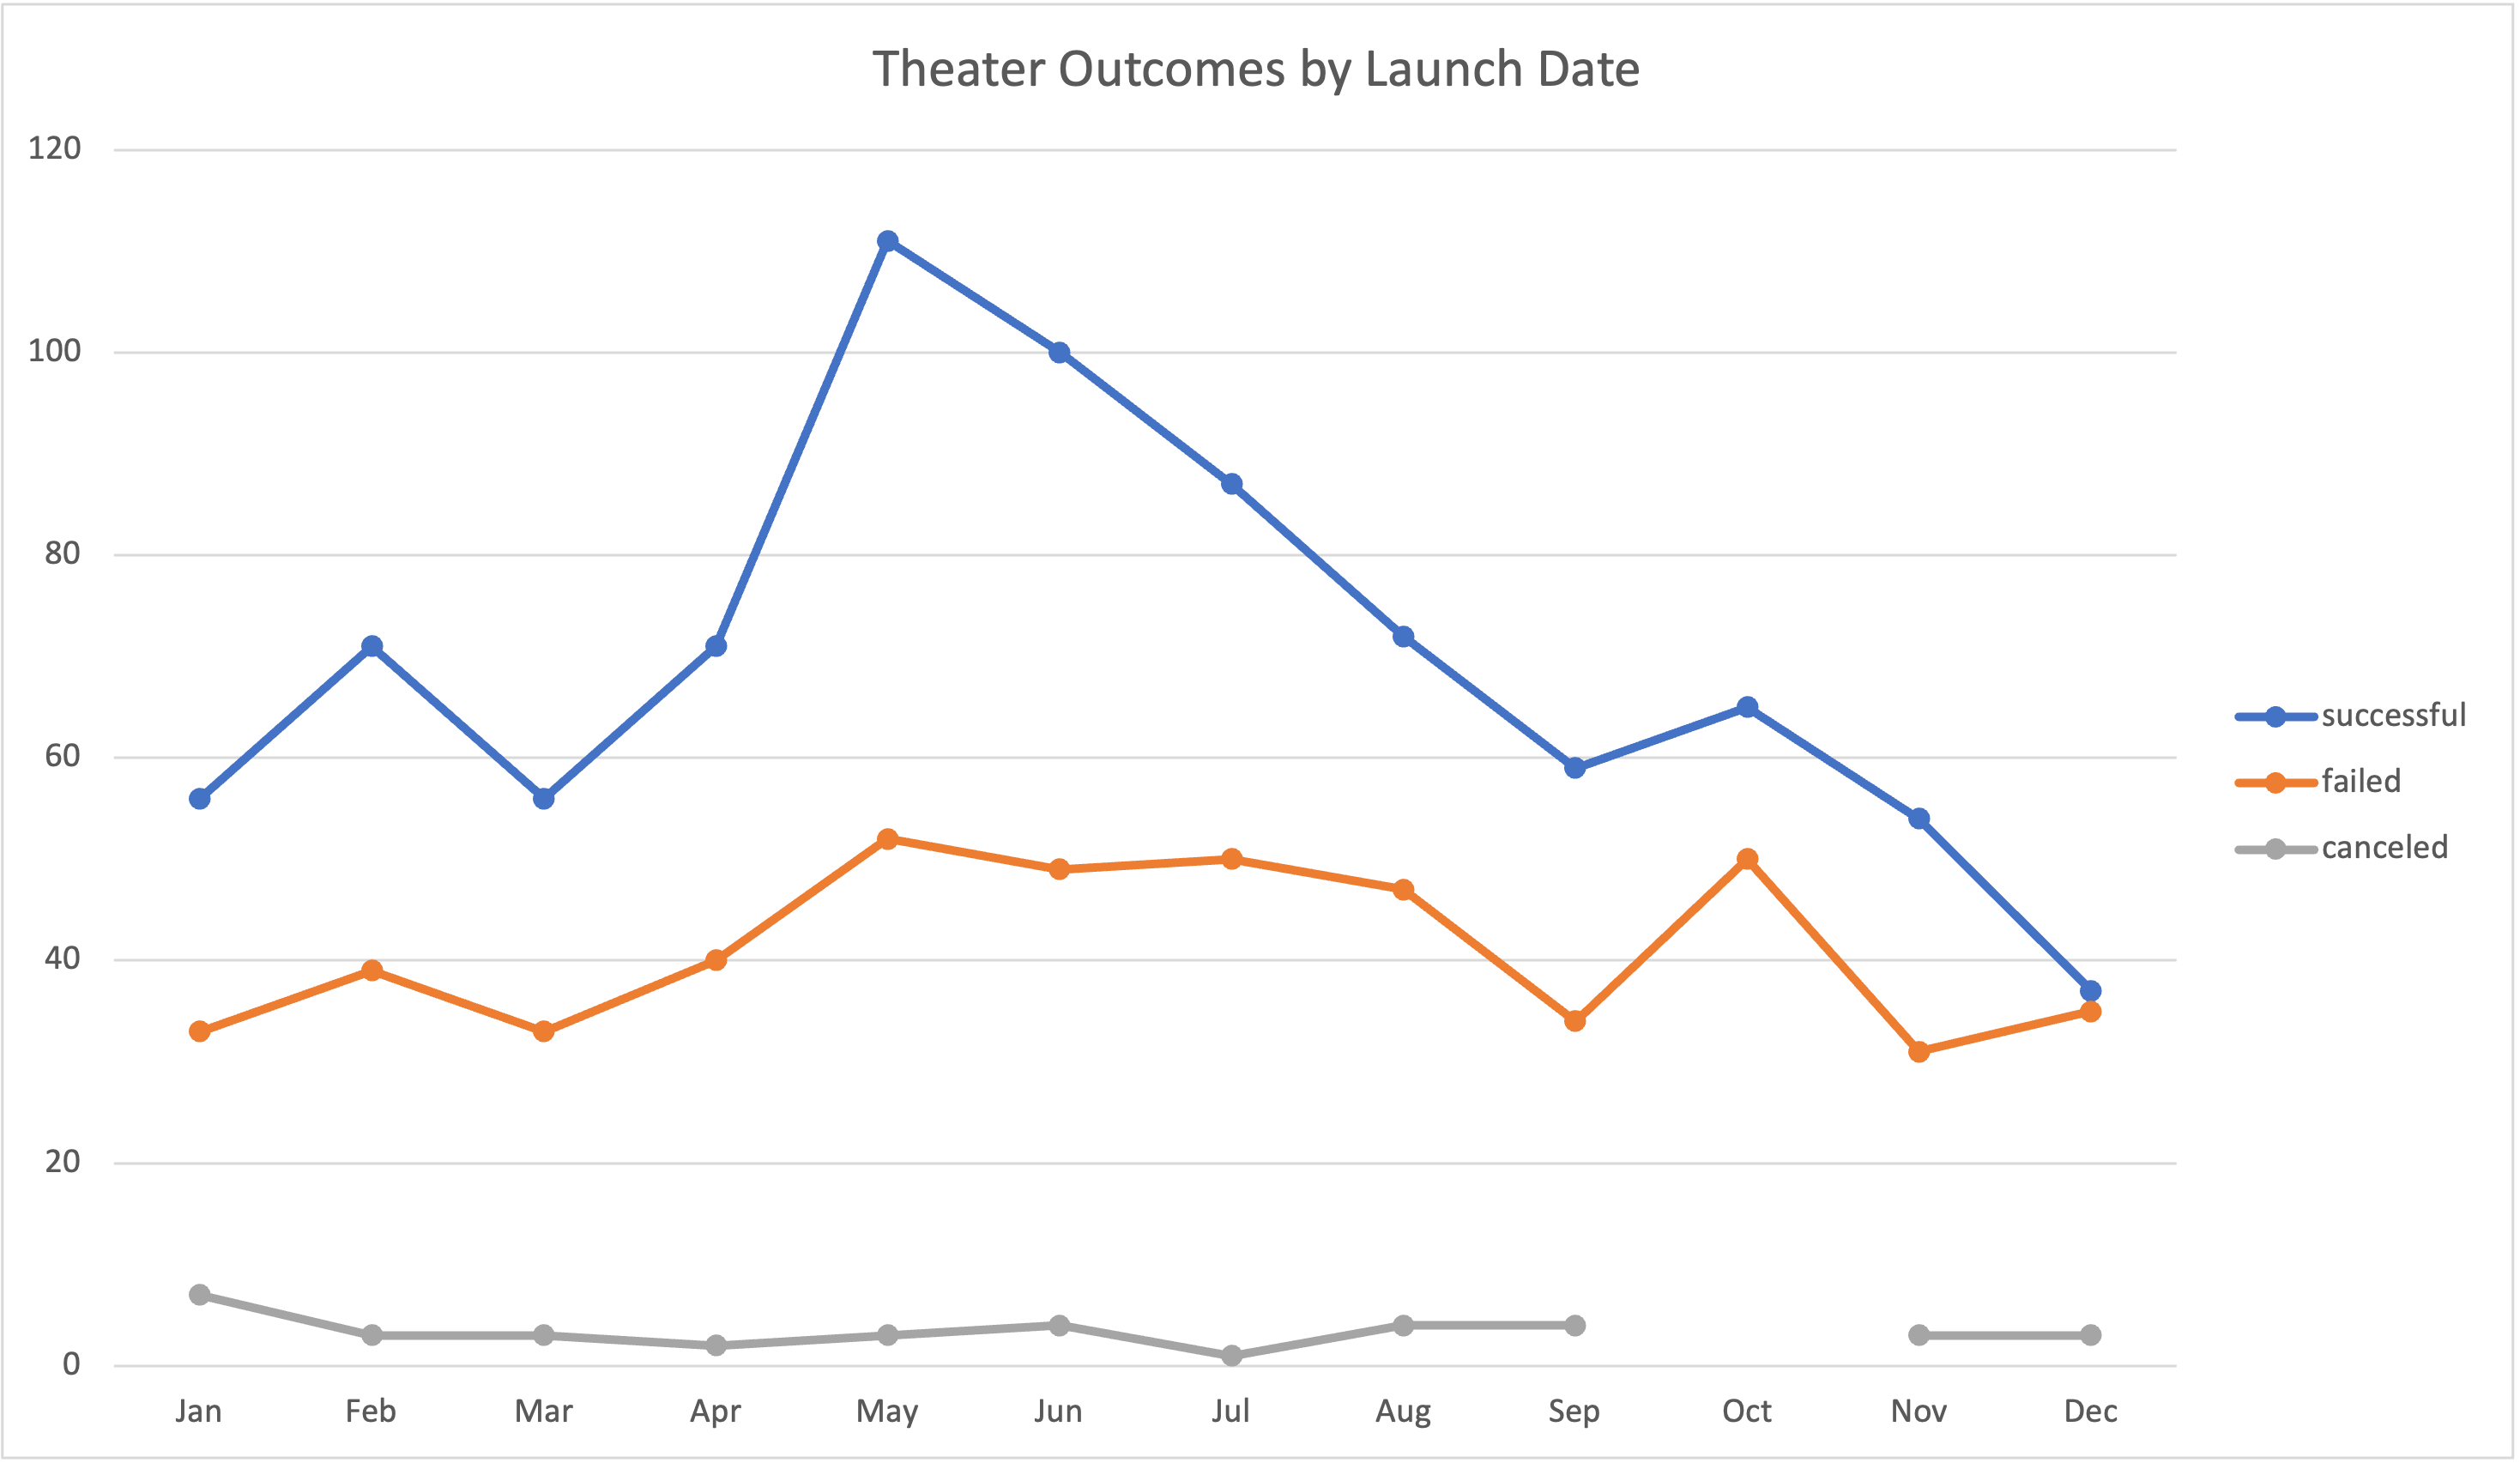 Theater Outcomes by Launch Date
120
100
80
60
40
20
0
Jan Feb Mar Apr May Jun Jul Aug Sep Oct Nov Dec
successful
failed
canceled